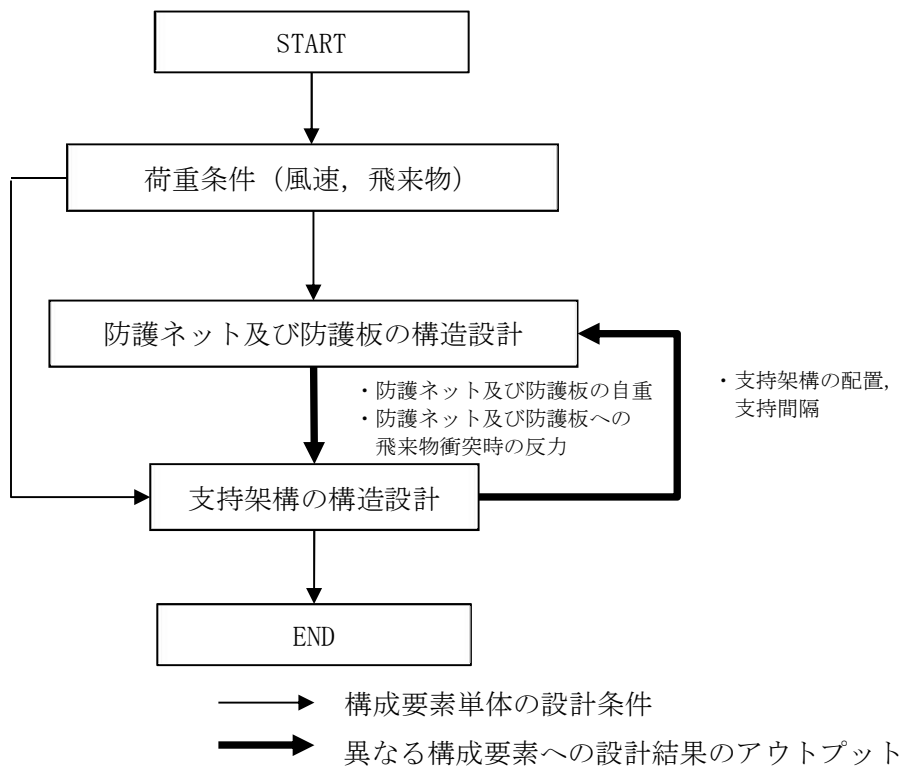 START
荷重条件（風速，飛来物）
防護ネット及び防護板の構造設計
・防護ネット及び防護板の自重
・防護ネット及び防護板への
飛来物衝突時の反力
・支持架構の配置，
支持間隔
支持架構の構造設計
END
構成要素単体の設計条件
異なる構成要素への設計結果のアウトプット